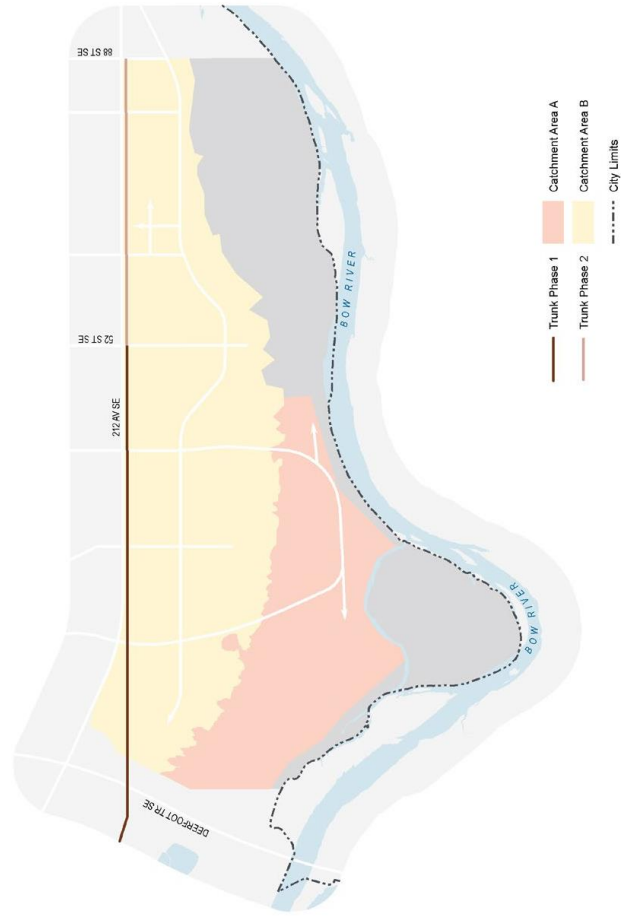 88 ST SE
52 ST SE
212 AV SE
DEERFOOT TR SE
BOW RIVER
BOW RIVER
Trunk Phase 1
Trunk Phase 2
Catchment Area A
Catchment Area B
City Limits